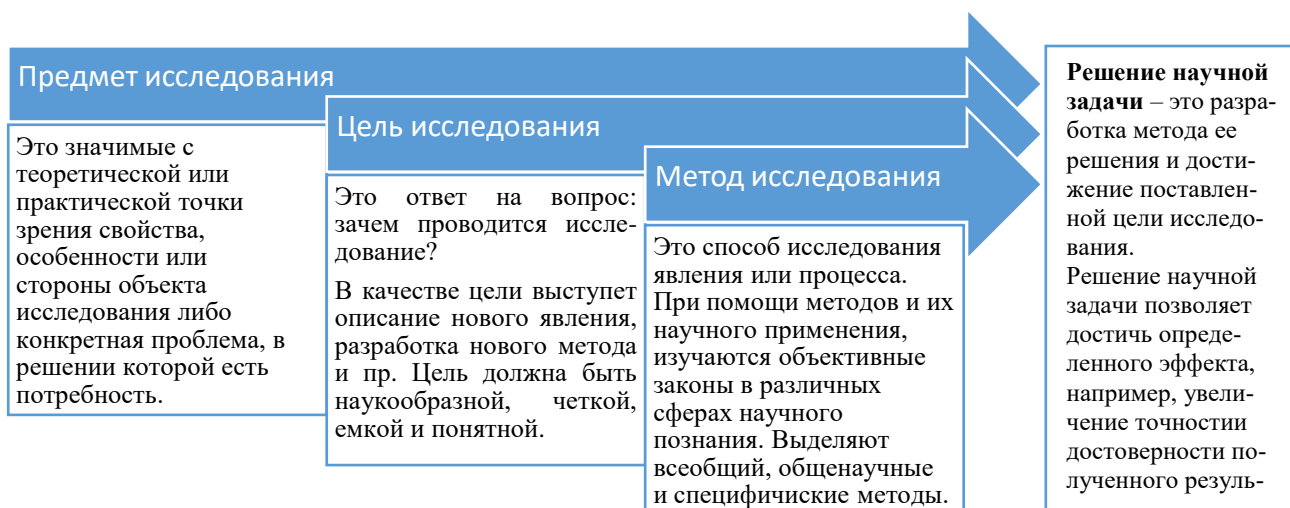 Предмет исследования
Это значимые с
теоретической или
практической точки
зрения свойства,
особенности или
стороны объекта
исследования либо
конкретная проблема, в
решении которой есть
потребность.
Цель исследования
Это ответ на вопрос:
зачем проводится иссле-
дование?
В качестве цели выступет
описание нового явления,
разработка нового метода
и пр. Цель должна быть
наукообразной, четкой,
емкой и понятной.
Метод исследования
Это способ исследования
явления или процесса.
При помощи методов и их
научного применения,
изучаются объективные
законы в различных
сферах научного
познания. Выделяют
всеобщий, общенаучные
и специфичиские методы.
Решение научной
задачи – это разра-
ботка метода ее
решения и дости-
жение поставлен-
ной цели исследо-
вания.
Решение научной
задачи позволяет
достичь опреде-
ленного эффекта,
например, увели-
чение точностии
достоверности по-
лученного резуль-